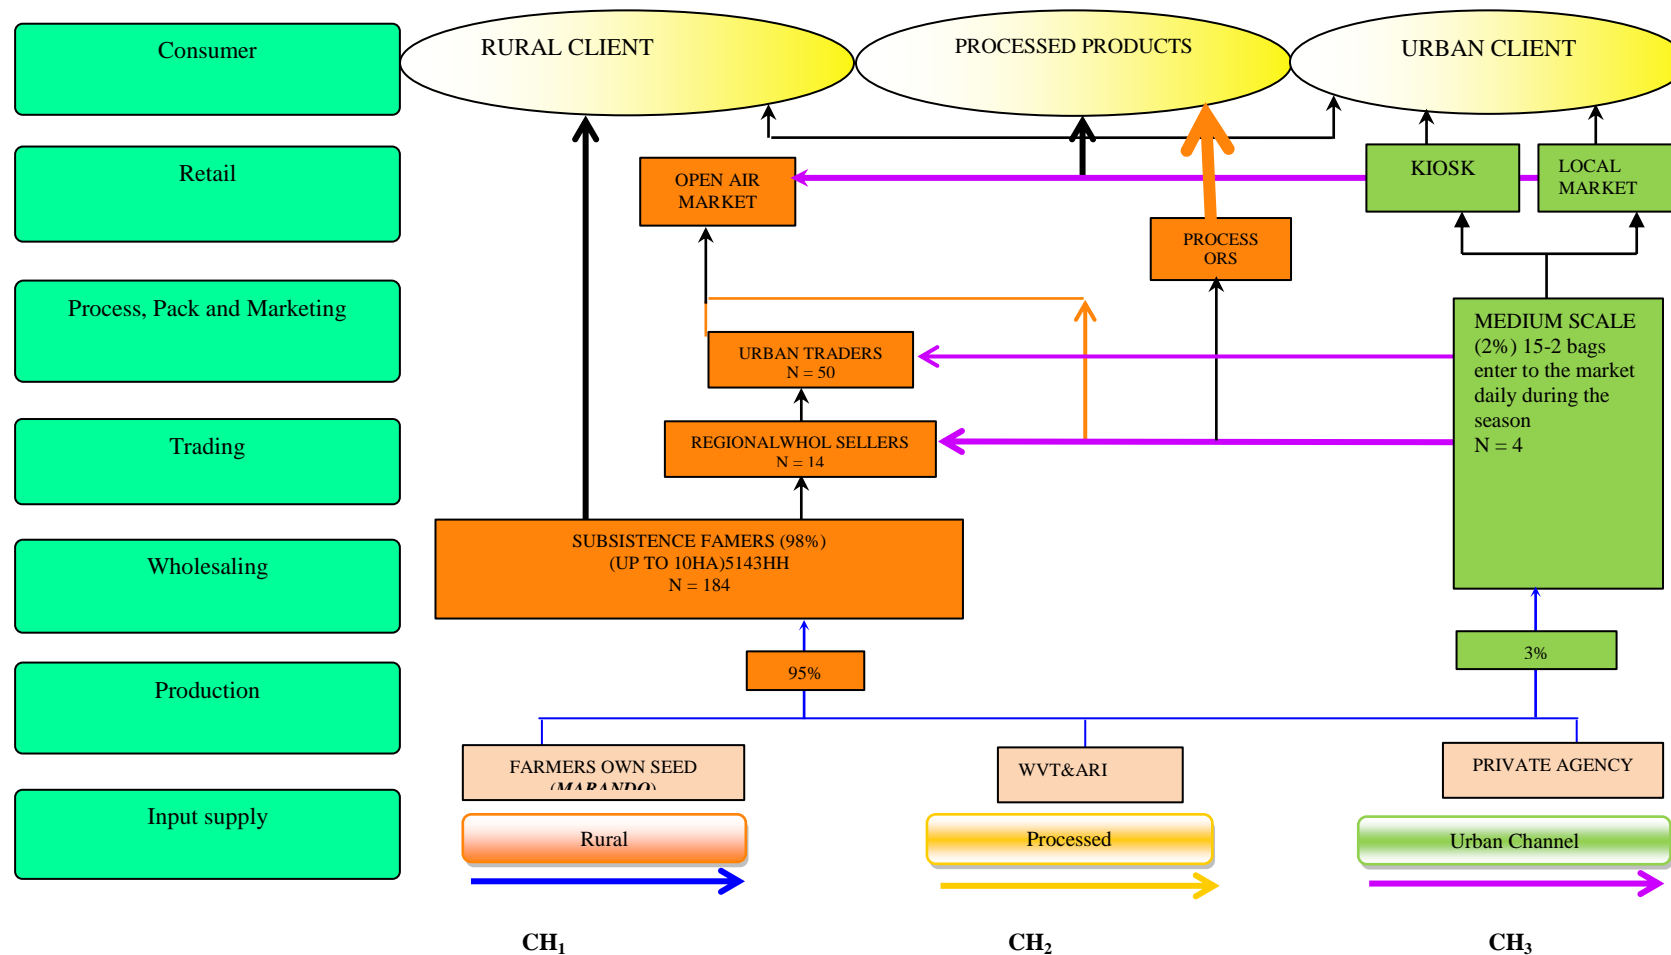 Consumer
RURAL CLIENT
PROCESSED PRODUCTS
URBAN CLIENT
Retail
OPEN AIR
MARKET
KIOSK
LOCAL
MARKET
PROCESS
ORS
Process, Pack and Marketing
URBAN TRADERS
N = 50
MEDIUM SCALE
(2%) 15-2 bags
enter to the market
daily during the
season
N = 4
Trading
REGIONALWHOL SELLERS
N = 14
Wholesaling
SUBSISTENCE FAMERS (98%)
(UP TO 10HA)5143HH
N = 184
Production
95%
3%
Input supply
FARMERS OWN SEED
(MARANDO)
WVT&ARI
PRIVATE AGENCY
Rural
Processed
Urban Channel
CH1
CH2
CH3